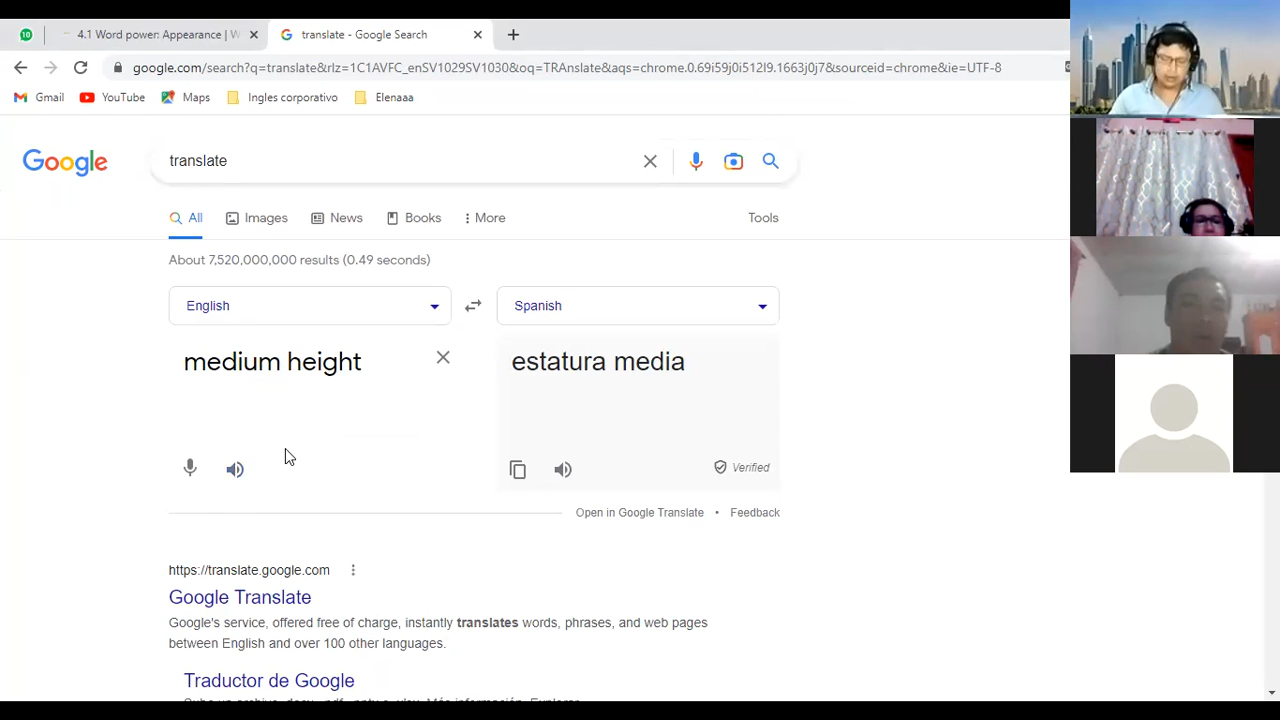 10
4.1 Word power: Appearance | W
translate - Google Search
google.com/search?q=translate&rlz=1C1AVFC_enSV1029SV1030&oq=TRAnslate&aqs=chrome.0.69i59j0i512l9.1663j0j7&sourceid=chrome&ie=UTF-8
Gmail YouTube Maps Ingles corporativo Elenaaa
Google
translate
All Images News Books More Tools
About 7,520,000,000 results (0.49 seconds)
English Spanish
medium height estatura media
Verified
Open in Google Translate • Feedback
https://translate.google.com
Google Translate
Google's service, offered free of charge, instantly translates words, phrases, and web pages
between English and over 100 other languages.
Traductor de Google